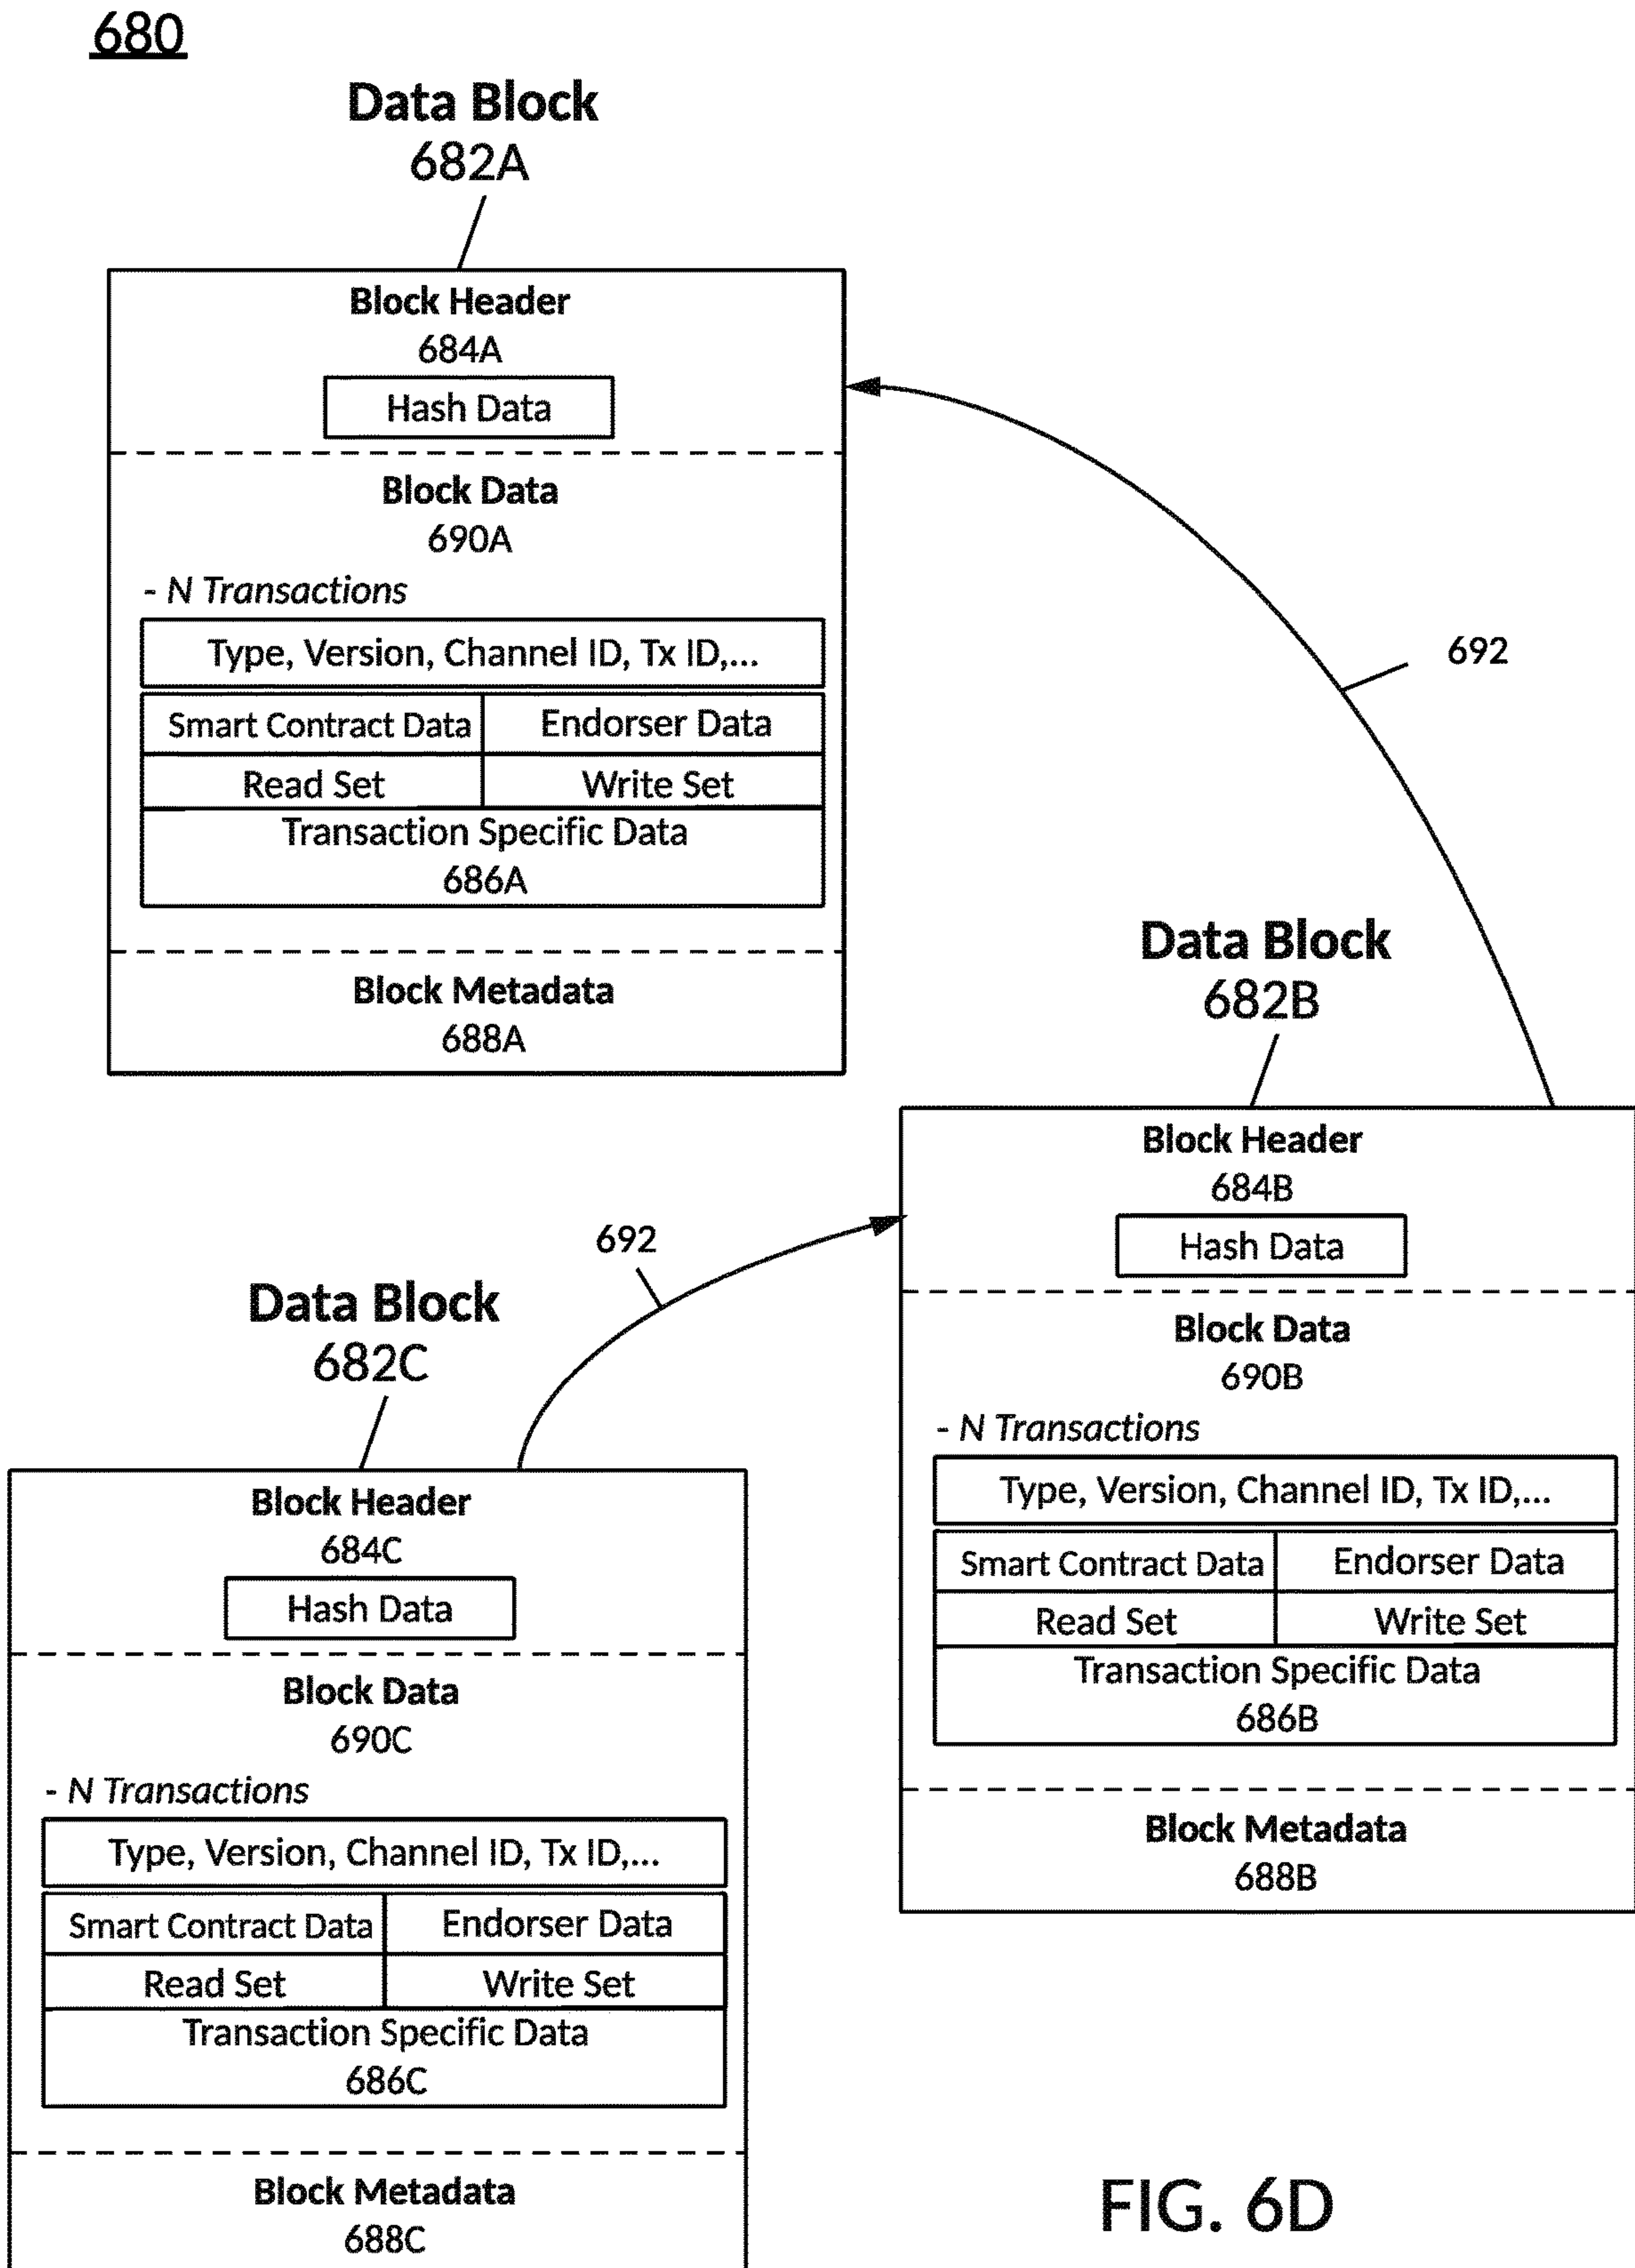 680
Data Block
682A
Block Header
684A
Hash Data
Block Data
690A
- N Transactions
Type, Version, Channel ID, Tx ID,...
Smart Contract Data
Endorser Data
Read Set
Write Set
Transaction Specific Data
686A
Block Metadata
688A
692
Data Block
682B
Block Header
684B
Hash Data
Block Data
690B
- N Transactions
Type, Version, Channel ID, Tx ID,...
Smart Contract Data
Endorser Data
Read Set
Write Set
Transaction Specific Data
686B
Block Metadata
688B
692
Data Block
682C
Block Header
684C
Hash Data
Block Data
690C
- N Transactions
Type, Version, Channel ID, Tx ID,...
Smart Contract Data
Endorser Data
Read Set
Write Set
Transaction Specific Data
686C
Block Metadata
688C
FIG. 6D